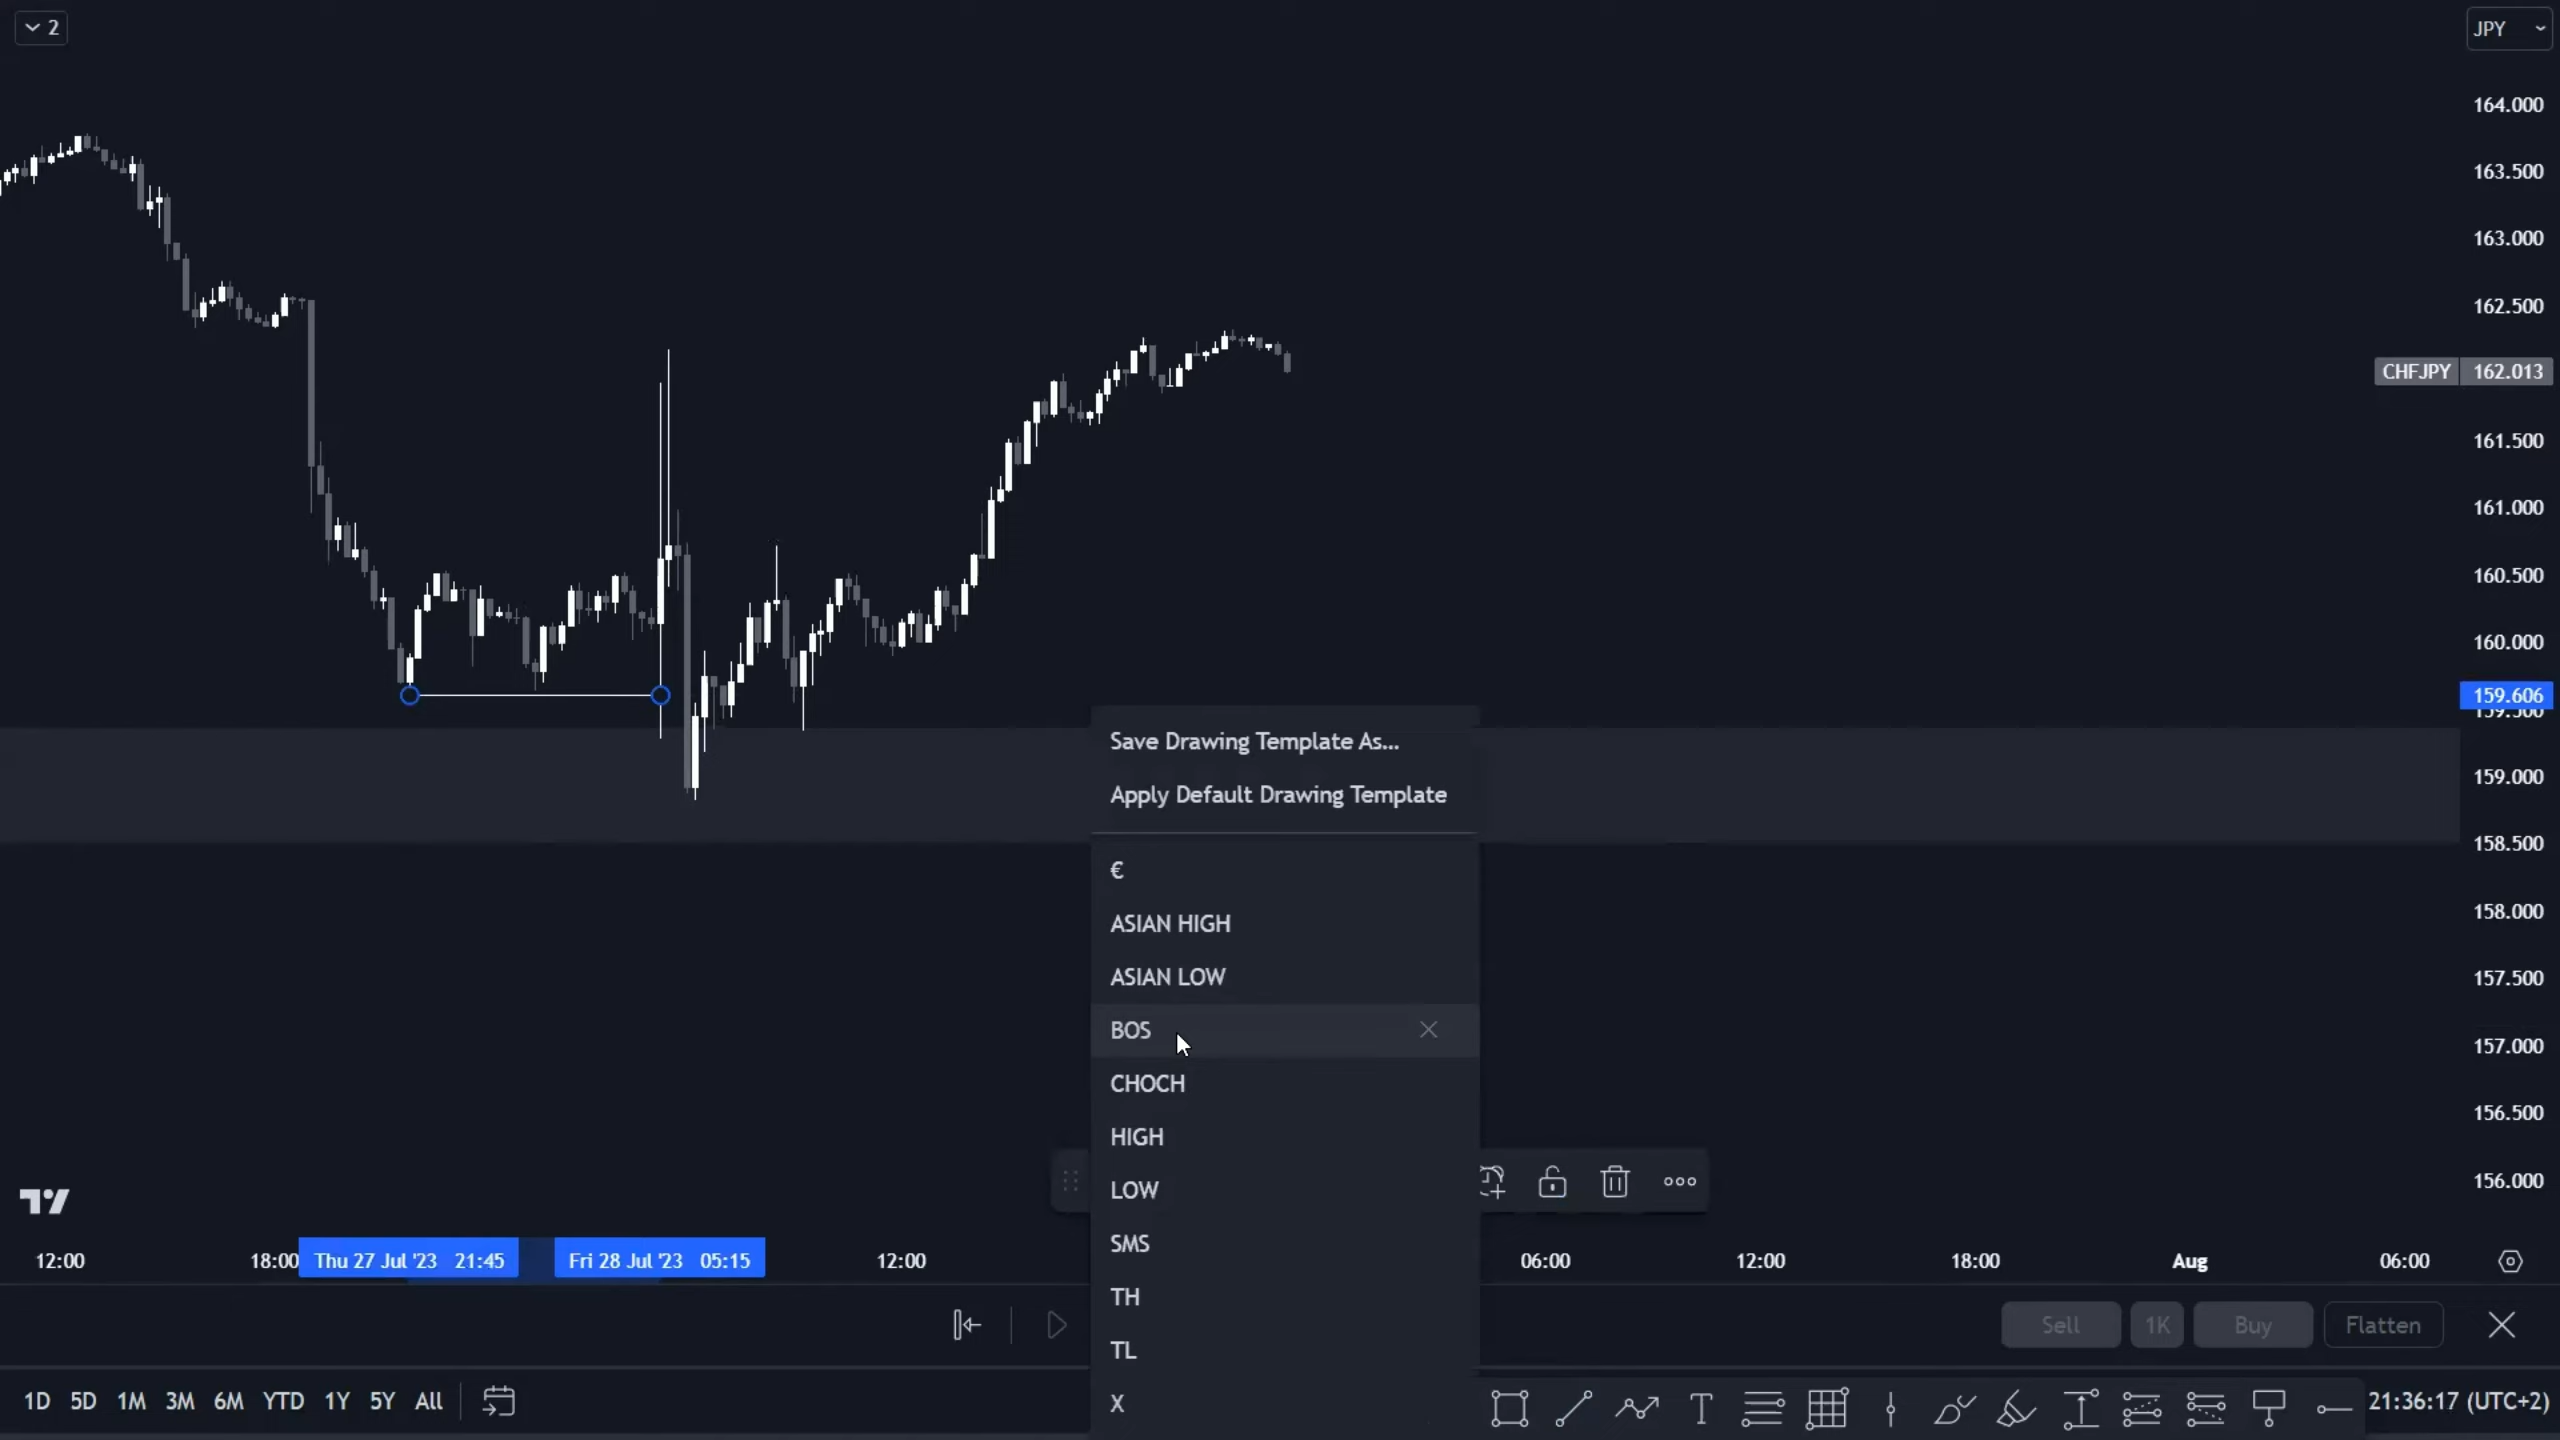 2
JPY
164.000
163.500
163.000
162.500
CHFJPY 162.013
161.500
161.000
160.500
160.000
159.606
159.500
159.000
158.500
158.000
157.500
157.000
156.500
156.000
Save Drawing Template As...
Apply Default Drawing Template
€
ASIAN HIGH
ASIAN LOW
BOS
CHOCH
HIGH
LOW
SMS
TH
TL
X
12:00 18:00 Thu 27 Jul '23 21:45 Fri 28 Jul '23 05:15 12:00 06:00 12:00 18:00 Aug 06:00
Sell 1K Buy Flatten
1D 5D 1M 3M 6M YTD 1Y 5Y All
21:36:17 (UTC+2)